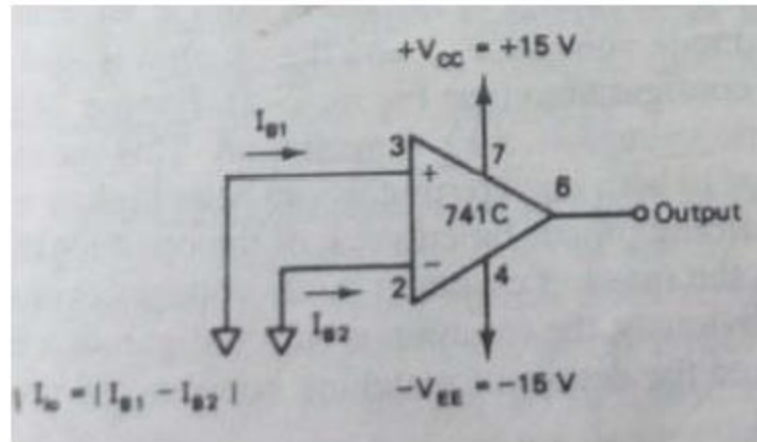 +V_CC = +15 V
I_B1
3
7
+
741C
6
Output
−
2
4
I_B2
I_io = | I_B1 − I_B2 |
−V_EE = −15 V